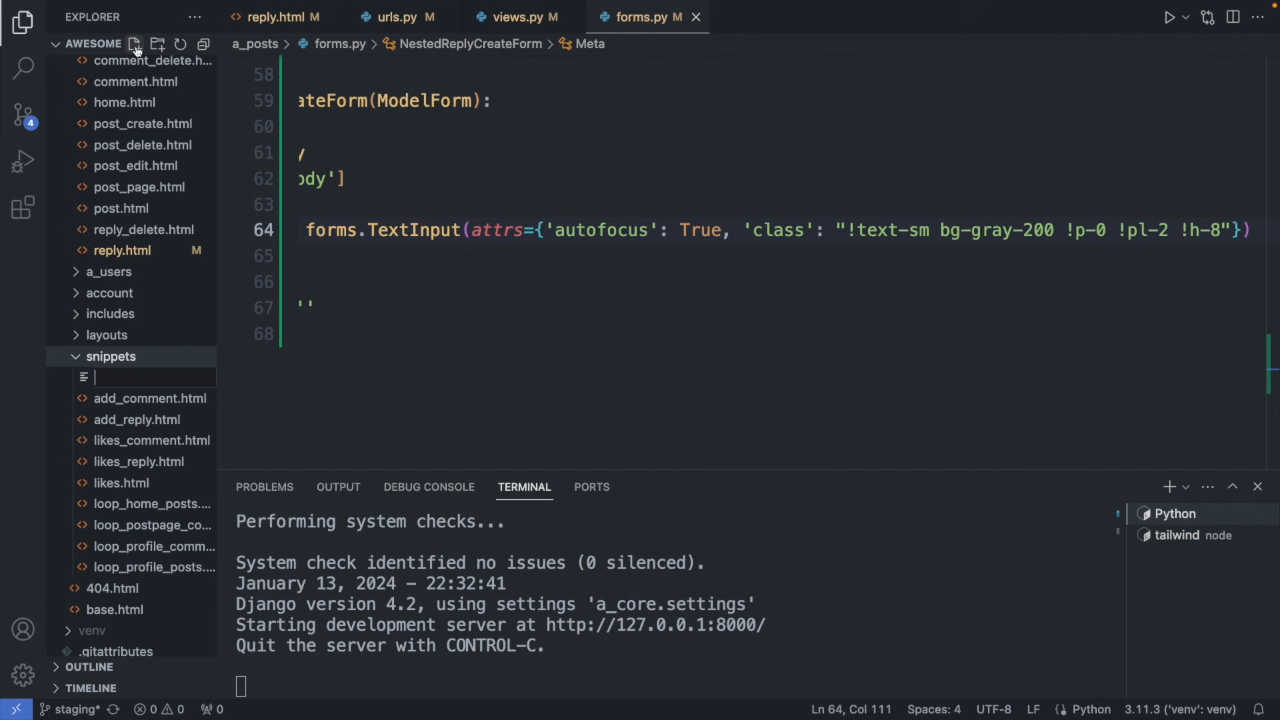 EXPLORER
reply.html M
urls.py M
views.py M
forms.py M
AWESOME
a_posts > forms.py > NestedReplyCreateForm > Meta
comment_delete.h...
comment.html
home.html
post_create.html
post_delete.html
post_edit.html
post_page.html
post.html
reply_delete.html
reply.html M
a_users
account
includes
layouts
snippets
add_comment.html
add_reply.html
likes_comment.html
likes_reply.html
likes.html
loop_home_posts....
loop_postpage_co...
loop_profile_comm...
loop_profile_posts....
404.html
base.html
venv
.gitattributes
OUTLINE
TIMELINE
4
58
59 ateForm(ModelForm):
60
61 y
62 ody']
63
64 forms.TextInput(attrs={'autofocus': True, 'class': "!text-sm bg-gray-200 !p-0 !pl-2 !h-8"})
65
66
67 ''
68
PROBLEMS OUTPUT DEBUG CONSOLE TERMINAL PORTS
Performing system checks...
System check identified no issues (0 silenced).
January 13, 2024 - 22:32:41
Django version 4.2, using settings 'a_core.settings'
Starting development server at http://127.0.0.1:8000/
Quit the server with CONTROL-C.
Python
tailwind node
staging* 0 0 0 Ln 64, Col 111 Spaces: 4 UTF-8 LF Python 3.11.3 ('venv': venv)